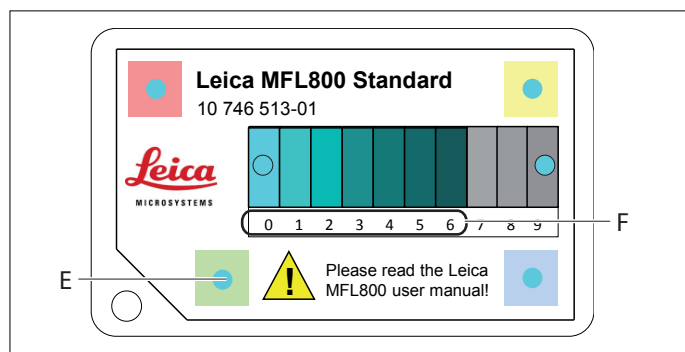 Leica MFL800 Standard
10 746 513-01
Leica
MICROSYSTEMS
0 1 2 3 4 5 6 7 8 9
F
E
!
Please read the Leica
MFL800 user manual!